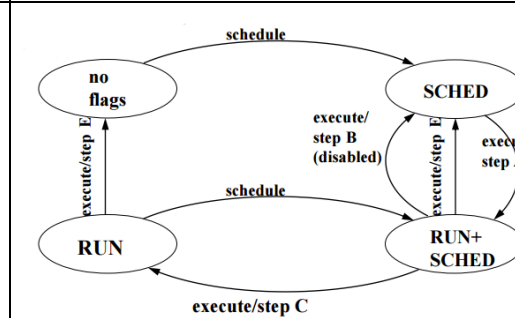 schedule
no
flags
SCHED
execute/
step B
(disabled)
execute/step E
execute/step E
schedule
RUN
RUN+
SCHED
execute/step C